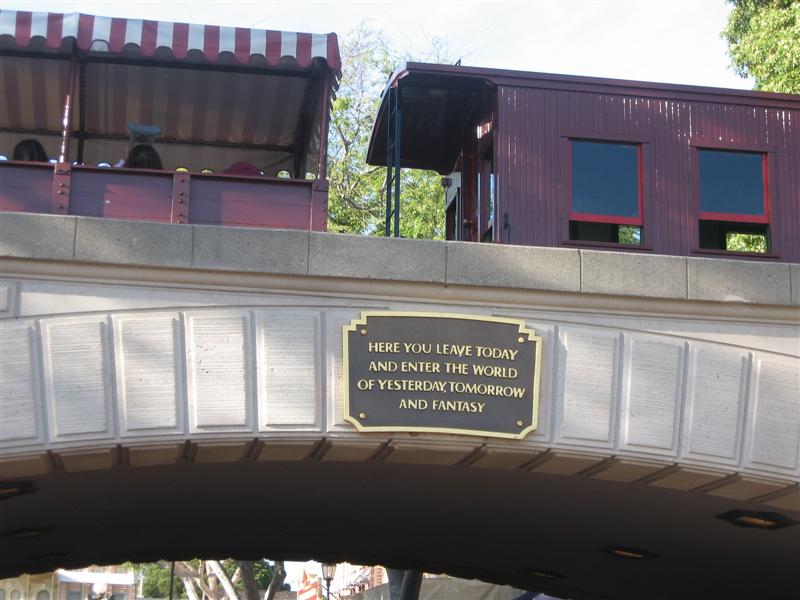 HERE YOU LEAVE TODAY
AND ENTER THE WORLD
OF YESTERDAY, TOMORROW
AND FANTASY